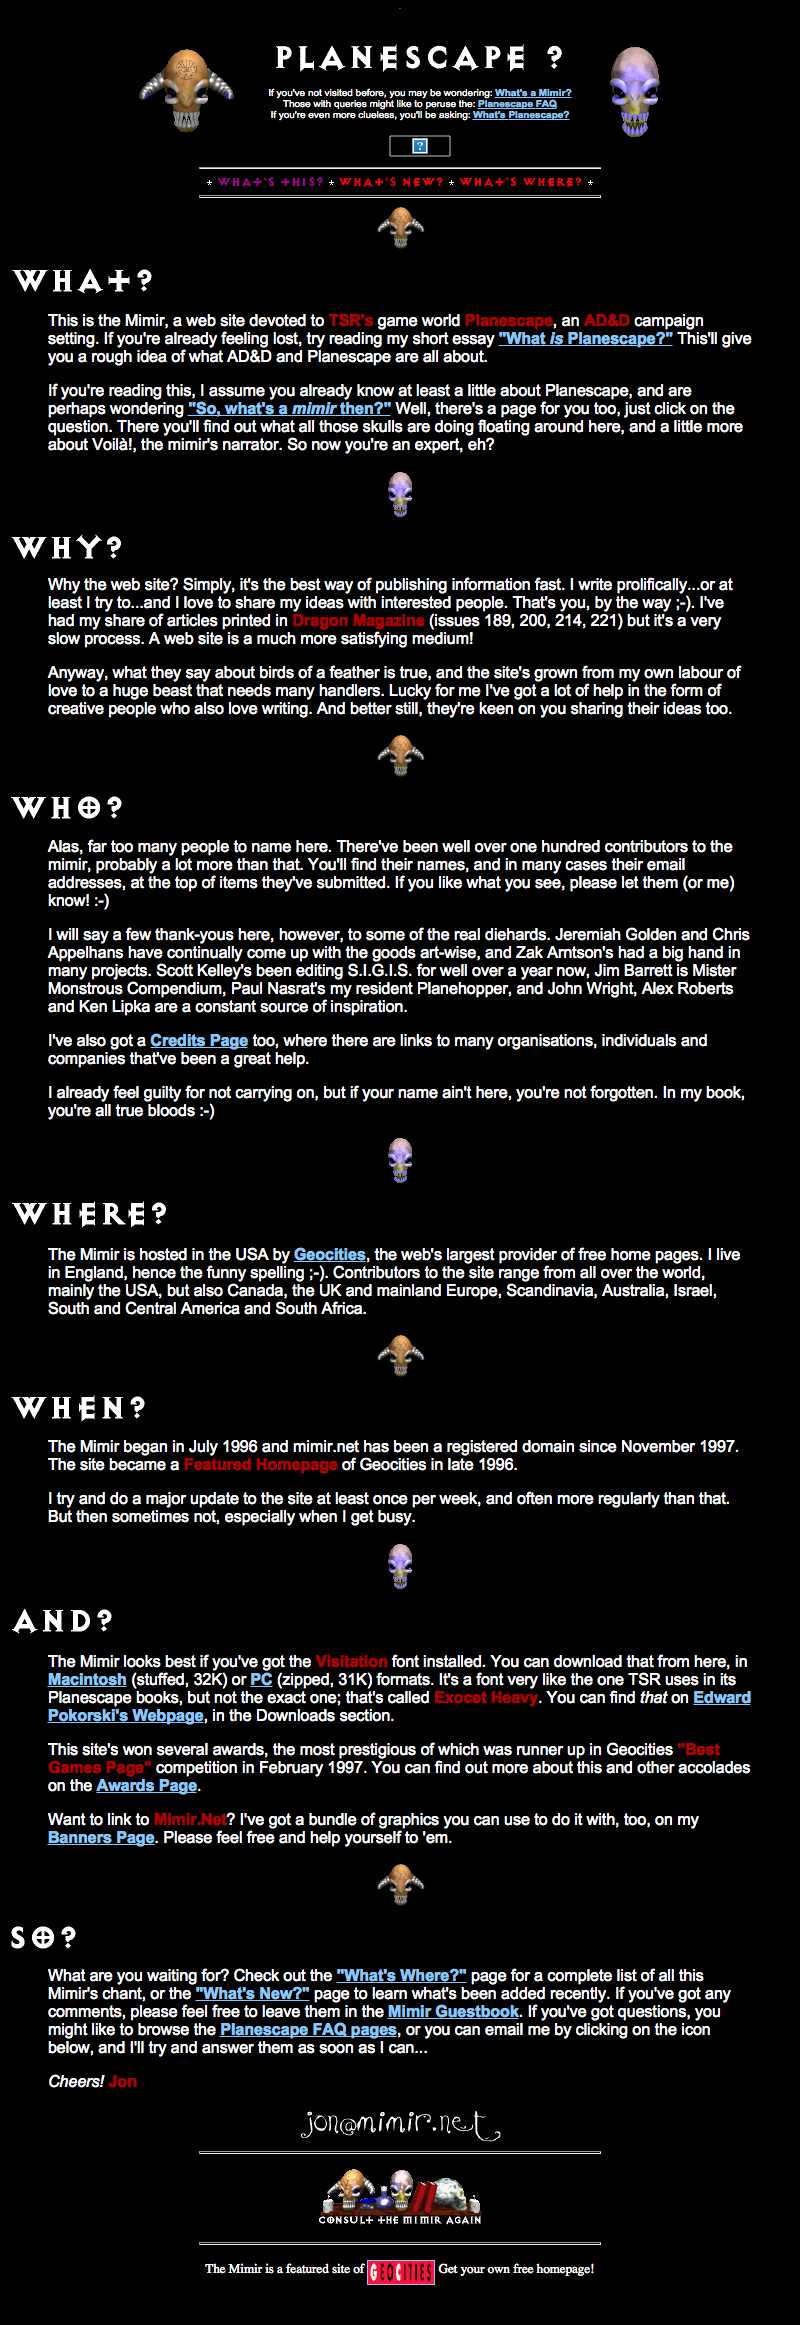 PLANESCAPE ?
If you've not visited before, you may be wondering: What's a Mimir?
Those with queries might like to peruse the: Planescape FAQ
If you're even more clueless, you'll be asking: What's Planescape?
?
* WHAT'S THIS? * WHAT'S NEW? * WHAT'S WHERE? *
WHAT?
This is the Mimir, a web site devoted to TSR's game world Planescape, an AD&D campaign
setting. If you're already feeling lost, try reading my short essay "What is Planescape?" This'll give
you a rough idea of what AD&D and Planescape are all about.
If you're reading this, I assume you already know at least a little about Planescape, and are
perhaps wondering "So, what's a mimir then?" Well, there's a page for you too, just click on the
question. There you'll find out what all those skulls are doing floating around here, and a little more
about Voilà!, the mimir's narrator. So now you're an expert, eh?
WHY?
Why the web site? Simply, it's the best way of publishing information fast. I write prolifically...or at
least I try to...and I love to share my ideas with interested people. That's you, by the way ;-). I've
had my share of articles printed in Dragon Magazine (issues 189, 200, 214, 221) but it's a very
slow process. A web site is a much more satisfying medium!
Anyway, what they say about birds of a feather is true, and the site's grown from my own labour of
love to a huge beast that needs many handlers. Lucky for me I've got a lot of help in the form of
creative people who also love writing. And better still, they're keen on you sharing their ideas too.
WHO?
Alas, far too many people to name here. There've been well over one hundred contributors to the
mimir, probably a lot more than that. You'll find their names, and in many cases their email
addresses, at the top of items they've submitted. If you like what you see, please let them (or me)
know! :-)
I will say a few thank-yous here, however, to some of the real diehards. Jeremiah Golden and Chris
Appelhans have continually come up with the goods art-wise, and Zak Arntson's had a big hand in
many projects. Scott Kelley's been editing S.I.G.I.S. for well over a year now, Jim Barrett is Mister
Monstrous Compendium, Paul Nasrat's my resident Planehopper, and John Wright, Alex Roberts
and Ken Lipka are a constant source of inspiration.
I've also got a Credits Page too, where there are links to many organisations, individuals and
companies that've been a great help.
I already feel guilty for not carrying on, but if your name ain't here, you're not forgotten. In my book,
you're all true bloods :-)
WHERE?
The Mimir is hosted in the USA by Geocities, the web's largest provider of free home pages. I live
in England, hence the funny spelling ;-). Contributors to the site range from all over the world,
mainly the USA, but also Canada, the UK and mainland Europe, Scandinavia, Australia, Israel,
South and Central America and South Africa.
WHEN?
The Mimir began in July 1996 and mimir.net has been a registered domain since November 1997.
The site became a Featured Homepage of Geocities in late 1996.
I try and do a major update to the site at least once per week, and often more regularly than that.
But then sometimes not, especially when I get busy.
AND?
The Mimir looks best if you've got the Visitation font installed. You can download that from here, in
Macintosh (stuffed, 32K) or PC (zipped, 31K) formats. It's a font very like the one TSR uses in its
Planescape books, but not the exact one; that's called Exocet Heavy. You can find that on Edward
Pokorski's Webpage, in the Downloads section.
This site's won several awards, the most prestigious of which was runner up in Geocities "Best
Games Page" competition in February 1997. You can find out more about this and other accolades
on the Awards Page.
Want to link to Mimir.Net? I've got a bundle of graphics you can use to do it with, too, on my
Banners Page. Please feel free and help yourself to 'em.
SO?
What are you waiting for? Check out the "What's Where?" page for a complete list of all this
Mimir's chant, or the "What's New?" page to learn what's been added recently. If you've got any
comments, please feel free to leave them in the Mimir Guestbook. If you've got questions, you
might like to browse the Planescape FAQ pages, or you can email me by clicking on the icon
below, and I'll try and answer them as soon as I can...
Cheers! Jon
jon@mimir.net
CONSULT THE MIMIR AGAIN
The Mimir is a featured site of GEOCITIES Get your own free homepage!